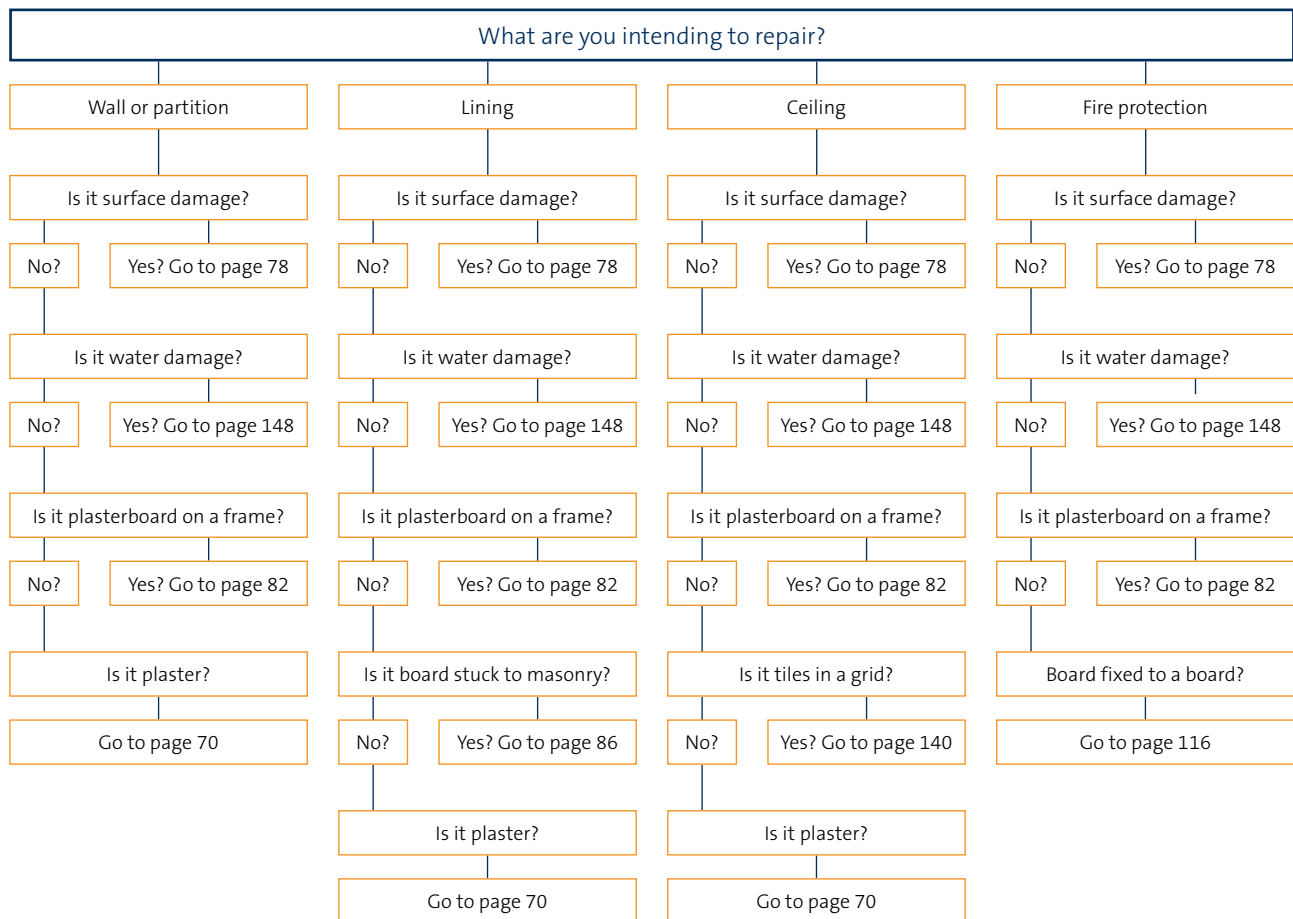 What are you intending to repair?
Wall or partition
Lining
Ceiling
Fire protection
Is it surface damage?
Is it surface damage?
Is it surface damage?
Is it surface damage?
No?
Yes? Go to page 78
No?
Yes? Go to page 78
No?
Yes? Go to page 78
No?
Yes? Go to page 78
Is it water damage?
Is it water damage?
Is it water damage?
Is it water damage?
No?
Yes? Go to page 148
No?
Yes? Go to page 148
No?
Yes? Go to page 148
No?
Yes? Go to page 148
Is it plasterboard on a frame?
Is it plasterboard on a frame?
Is it plasterboard on a frame?
Is it plasterboard on a frame?
No?
Yes? Go to page 82
No?
Yes? Go to page 82
No?
Yes? Go to page 82
No?
Yes? Go to page 82
Is it plaster?
Is it board stuck to masonry?
Is it tiles in a grid?
Board fixed to a board?
Go to page 70
No?
Yes? Go to page 86
No?
Yes? Go to page 140
Go to page 116
Is it plaster?
Is it plaster?
Go to page 70
Go to page 70